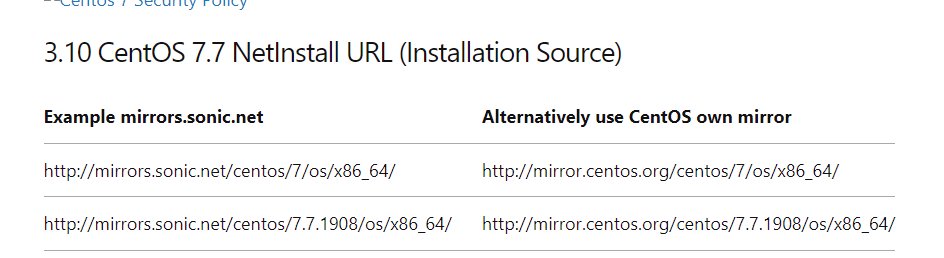 Centos 7 Security Policy
3.10 CentOS 7.7 NetInstall URL (Installation Source)
Example mirrors.sonic.net Alternatively use CentOS own mirror
http://mirrors.sonic.net/centos/7/os/x86_64/ http://mirror.centos.org/centos/7/os/x86_64/
http://mirrors.sonic.net/centos/7.7.1908/os/x86_64/ http://mirror.centos.org/centos/7.7.1908/os/x86_64/